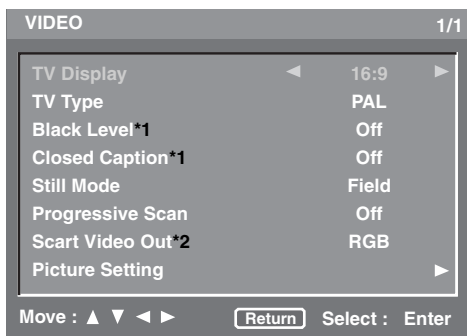 VIDEO 1/1
TV Display ◀ 16:9 ▶
TV Type PAL
Black Level*1 Off
Closed Caption*1 Off
Still Mode Field
Progressive Scan Off
Scart Video Out*2 RGB
Picture Setting ▶
Move : ▲ ▼ ◀ ▶ Return Select : Enter